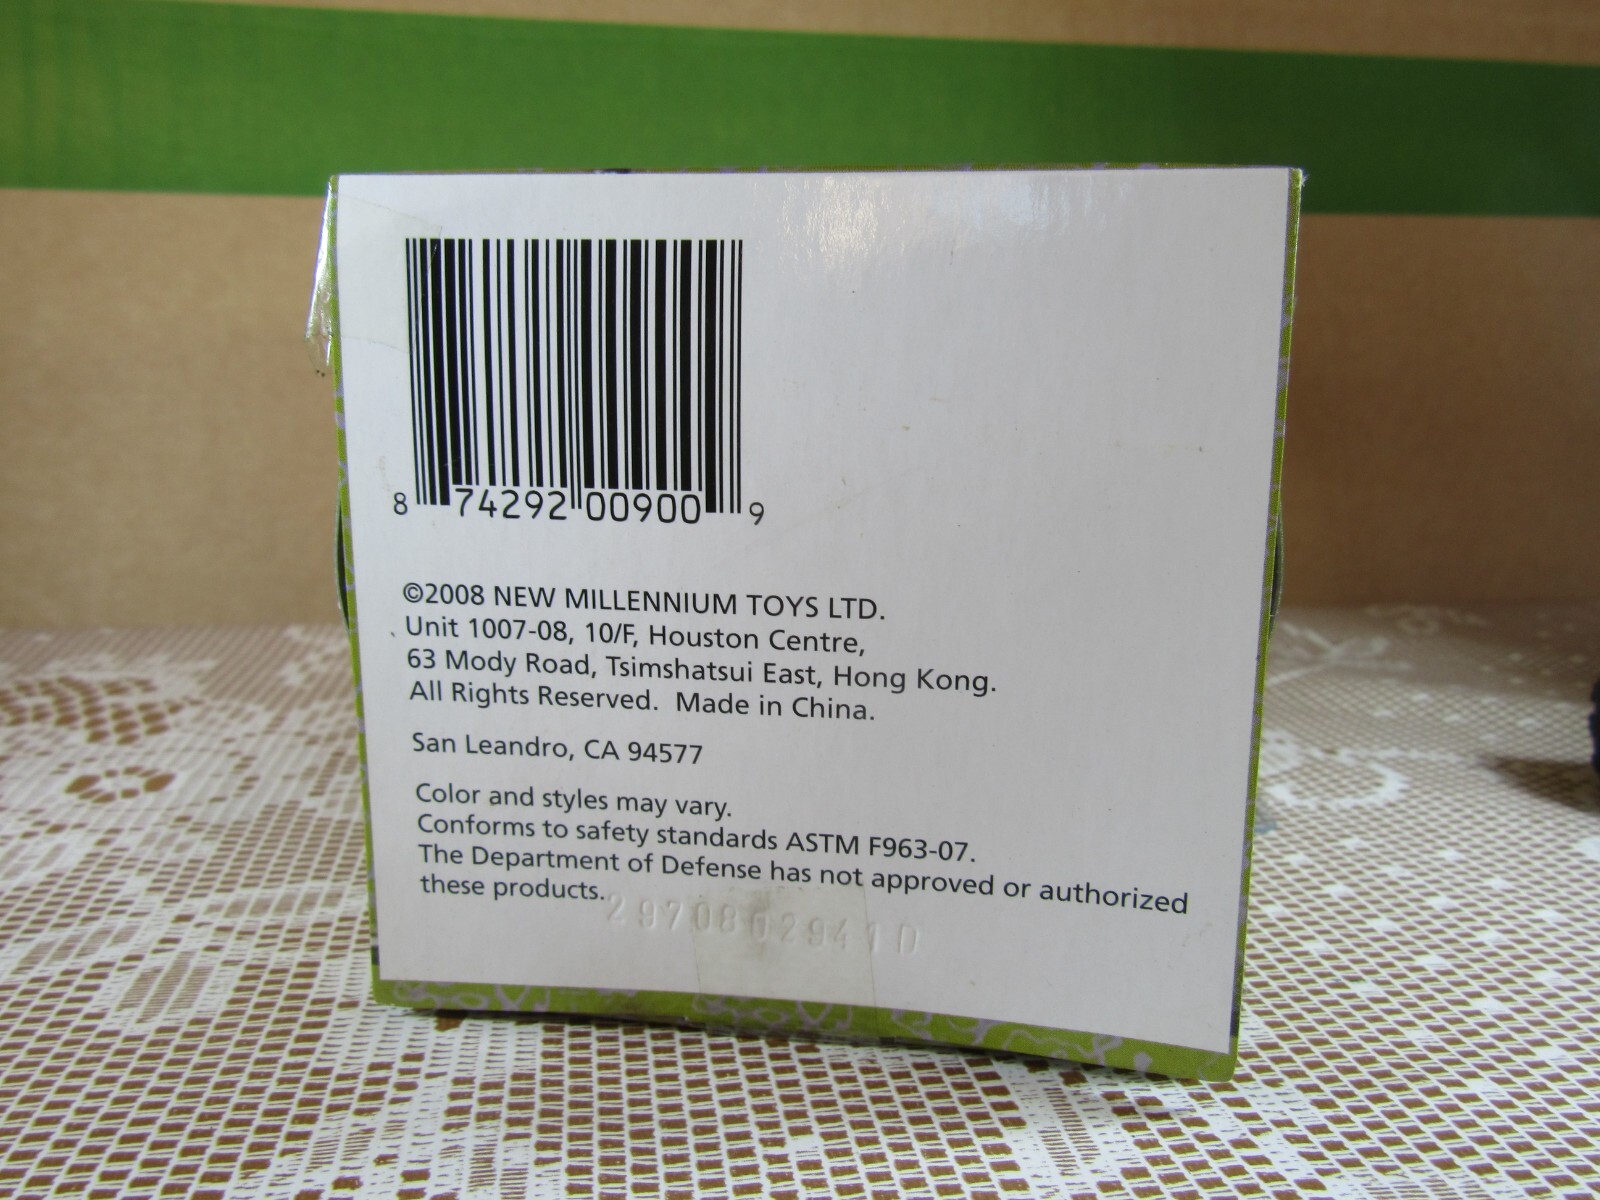 8 74292 00900 9
©2008 NEW MILLENNIUM TOYS LTD.
Unit 1007-08, 10/F, Houston Centre,
63 Mody Road, Tsimshatsui East, Hong Kong.
All Rights Reserved. Made in China.
San Leandro, CA 94577
Color and styles may vary.
Conforms to safety standards ASTM F963-07.
The Department of Defense has not approved or authorized
these products.
2970802941D